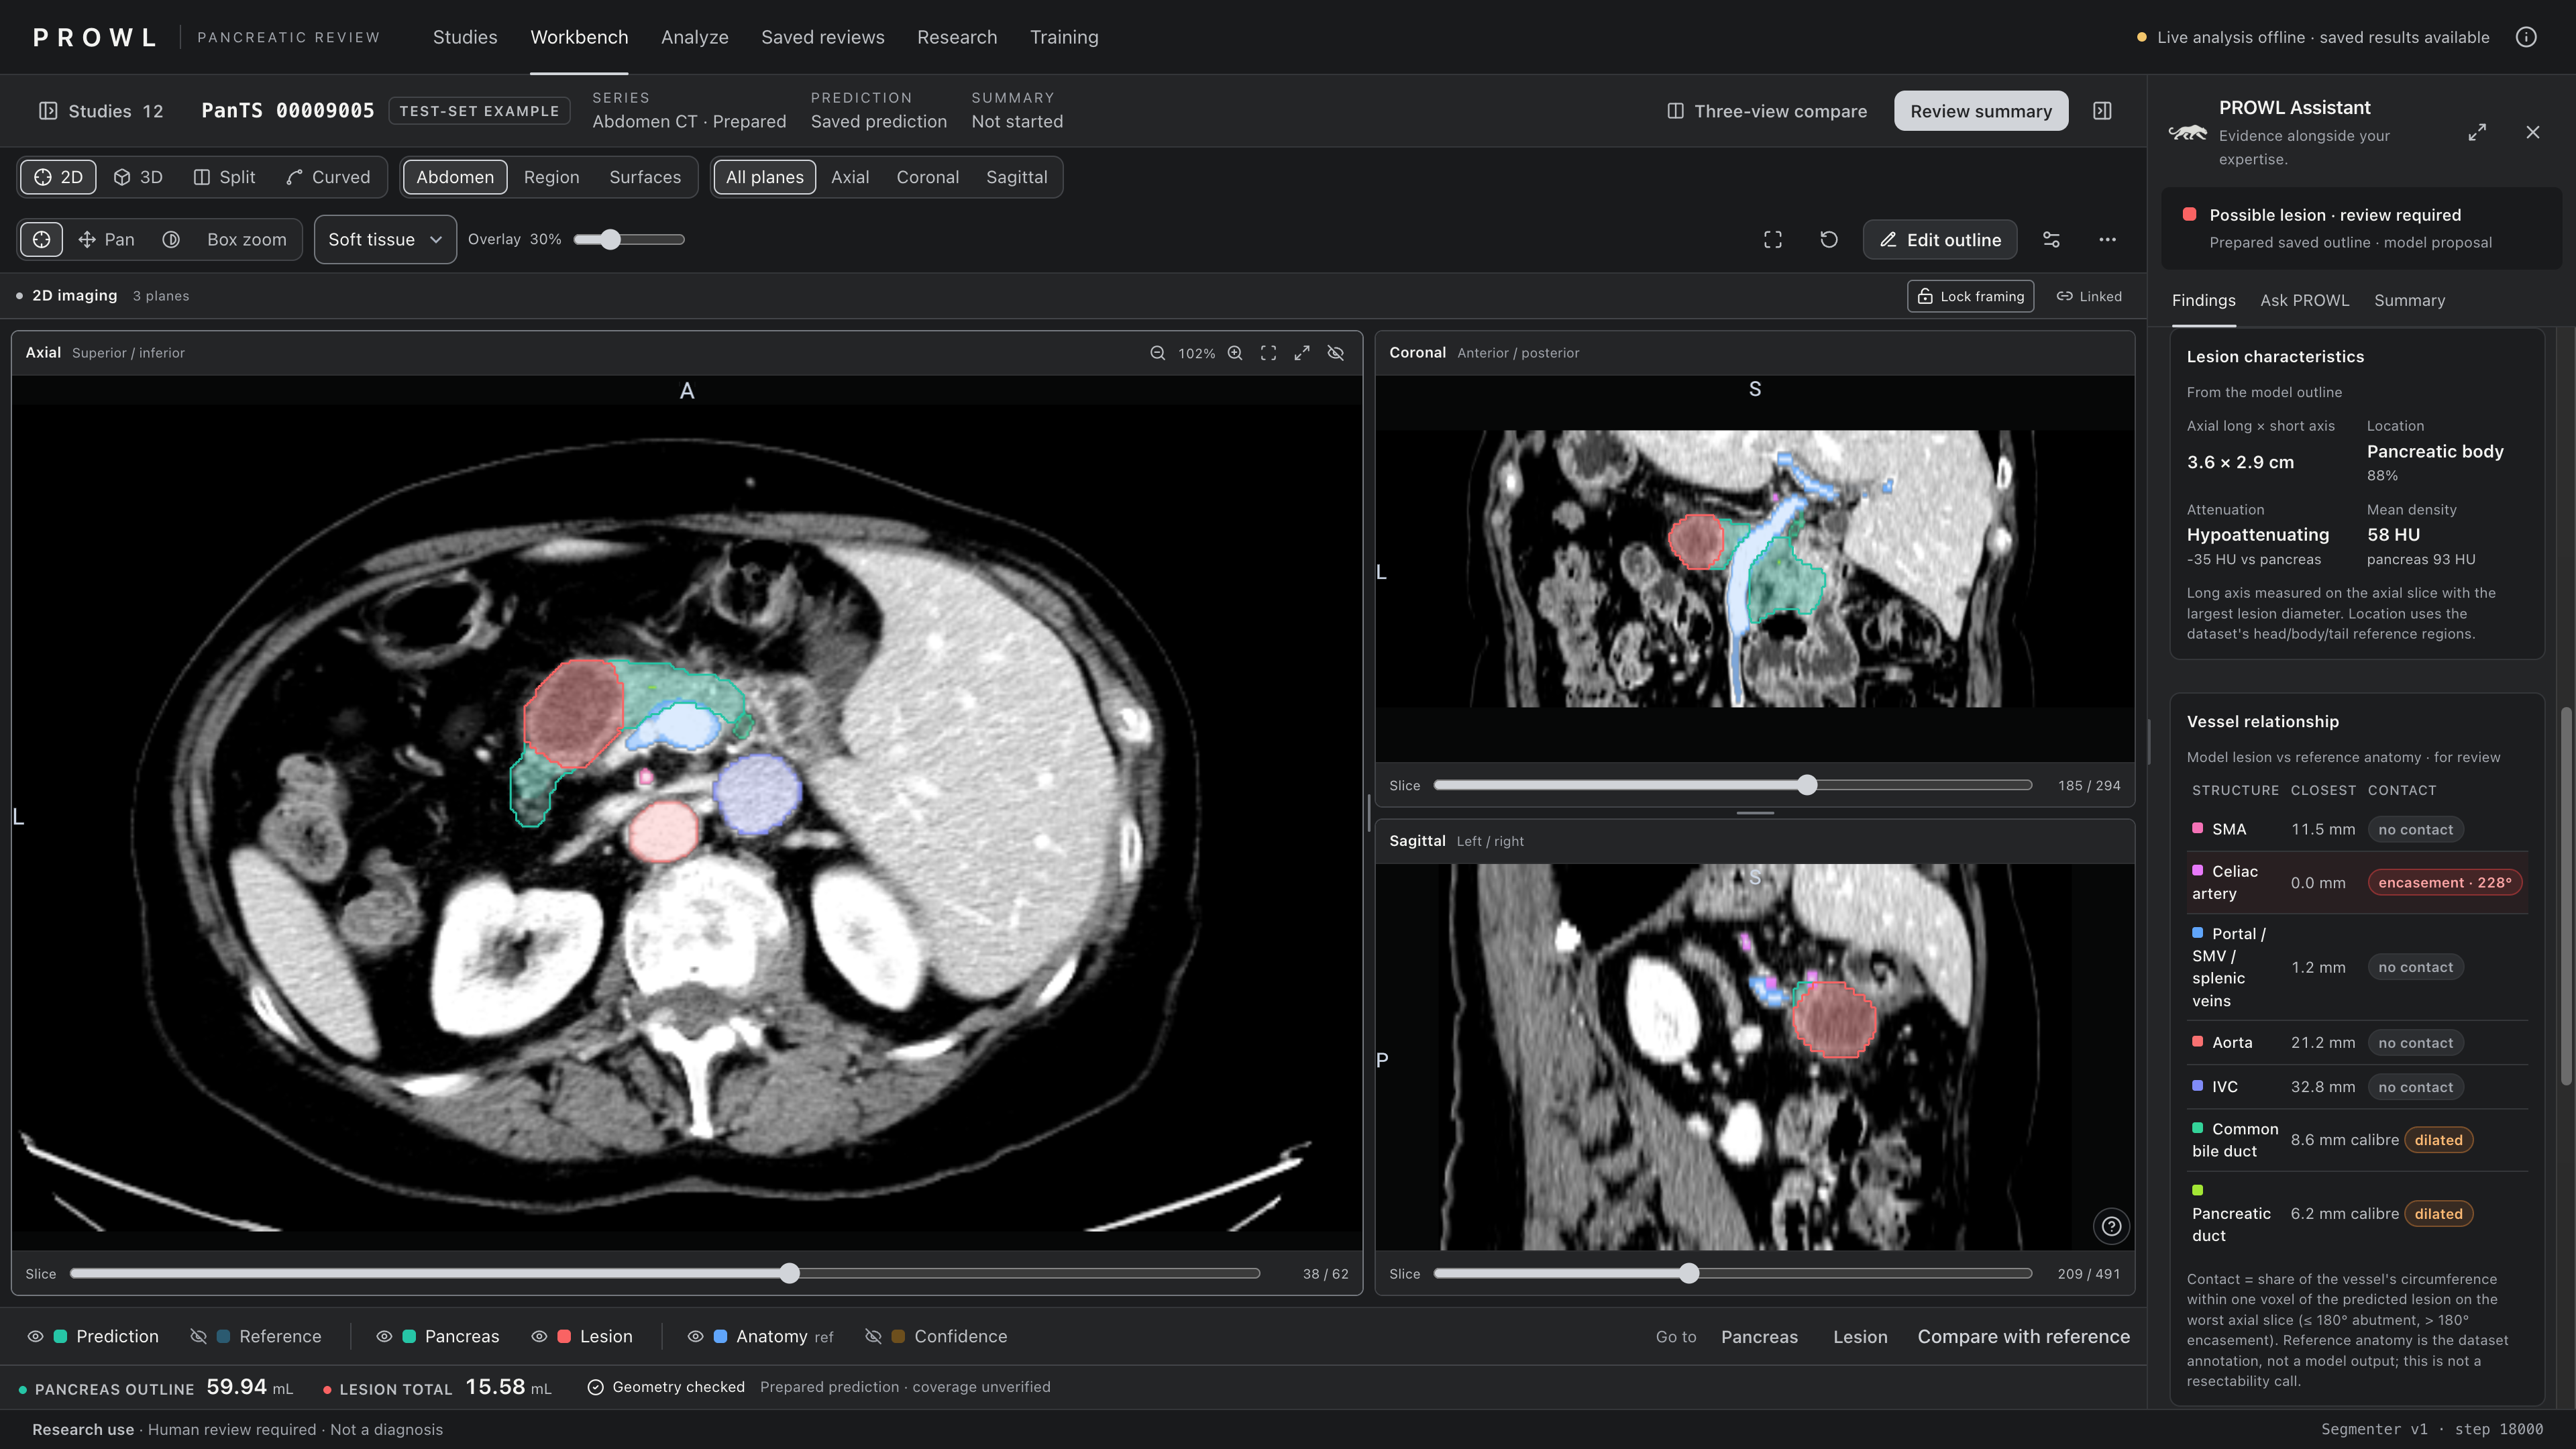 PROWL
PANCREATIC REVIEW
Studies
Workbench
Analyze
Saved reviews
Research
Training
Live analysis offline · saved results available
Studies 12
PanTS 00009005
TEST-SET EXAMPLE
SERIES
Abdomen CT · Prepared
PREDICTION
Saved prediction
SUMMARY
Not started
Three-view compare
Review summary
2D
3D
Split
Curved
Abdomen
Region
Surfaces
All planes
Axial
Coronal
Sagittal
Pan
Box zoom
Soft tissue
Overlay 30%
Edit outline
2D imaging 3 planes
Lock framing
Linked
Axial Superior / inferior
102%
A
L
Slice
38 / 62
Coronal Anterior / posterior
S
L
Slice
185 / 294
Sagittal Left / right
S
P
Slice
209 / 491
Prediction
Reference
Pancreas
Lesion
Anatomy ref
Confidence
Go to
Pancreas
Lesion
Compare with reference
PANCREAS OUTLINE 59.94 mL
LESION TOTAL 15.58 mL
Geometry checked
Prepared prediction · coverage unverified
Research use · Human review required · Not a diagnosis
PROWL Assistant
Evidence alongside your
expertise.
Possible lesion · review required
Prepared saved outline · model proposal
Findings
Ask PROWL
Summary
Lesion characteristics
From the model outline
Axial long × short axis
3.6 × 2.9 cm
Location
Pancreatic body
88%
Attenuation
Hypoattenuating
-35 HU vs pancreas
Mean density
58 HU
pancreas 93 HU
Long axis measured on the axial slice with the
largest lesion diameter. Location uses the
dataset's head/body/tail reference regions.
Vessel relationship
Model lesion vs reference anatomy · for review
STRUCTURE CLOSEST CONTACT
SMA 11.5 mm no contact
Celiac
artery
0.0 mm encasement · 228°
Portal /
SMV /
splenic
veins
1.2 mm no contact
Aorta 21.2 mm no contact
IVC 32.8 mm no contact
Common
bile duct
8.6 mm calibre dilated
Pancreatic
duct
6.2 mm calibre dilated
Contact = share of the vessel's circumference
within one voxel of the predicted lesion on the
worst axial slice (≤ 180° abutment, > 180°
encasement). Reference anatomy is the dataset
annotation, not a model output; this is not a
resectability call.
Segmenter v1 · step 18000